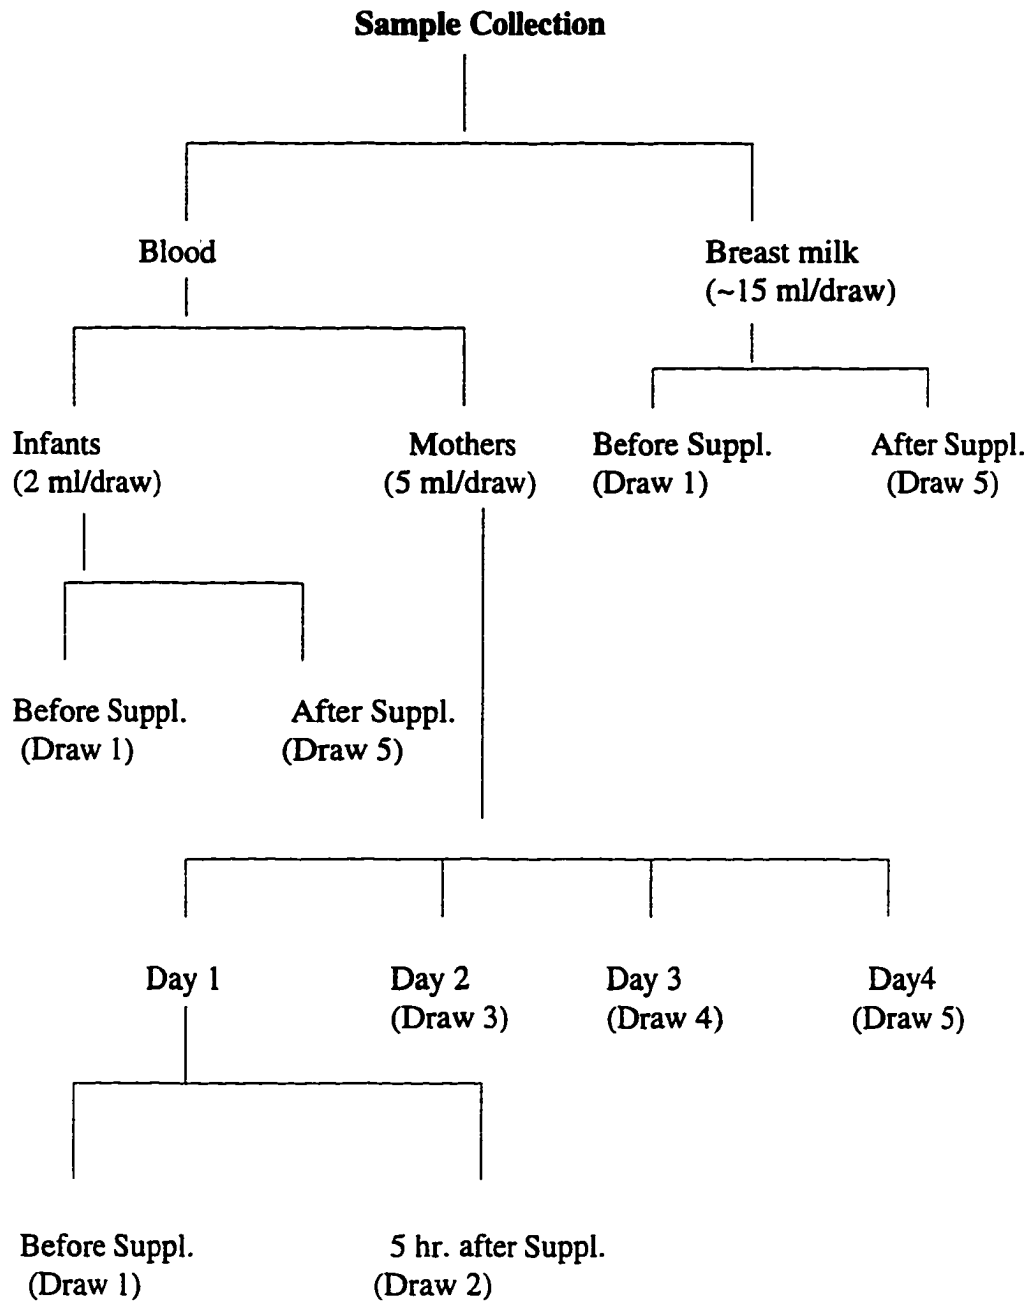 Sample Collection
Blood
Breast milk
(~15 ml/draw)
Infants
(2 ml/draw)
Mothers
(5 ml/draw)
Before Suppl.
(Draw 1)
After Suppl.
(Draw 5)
Before Suppl.
(Draw 1)
After Suppl.
(Draw 5)
Day 1
Day 2
(Draw 3)
Day 3
(Draw 4)
Day4
(Draw 5)
Before Suppl.
(Draw 1)
5 hr. after Suppl.
(Draw 2)